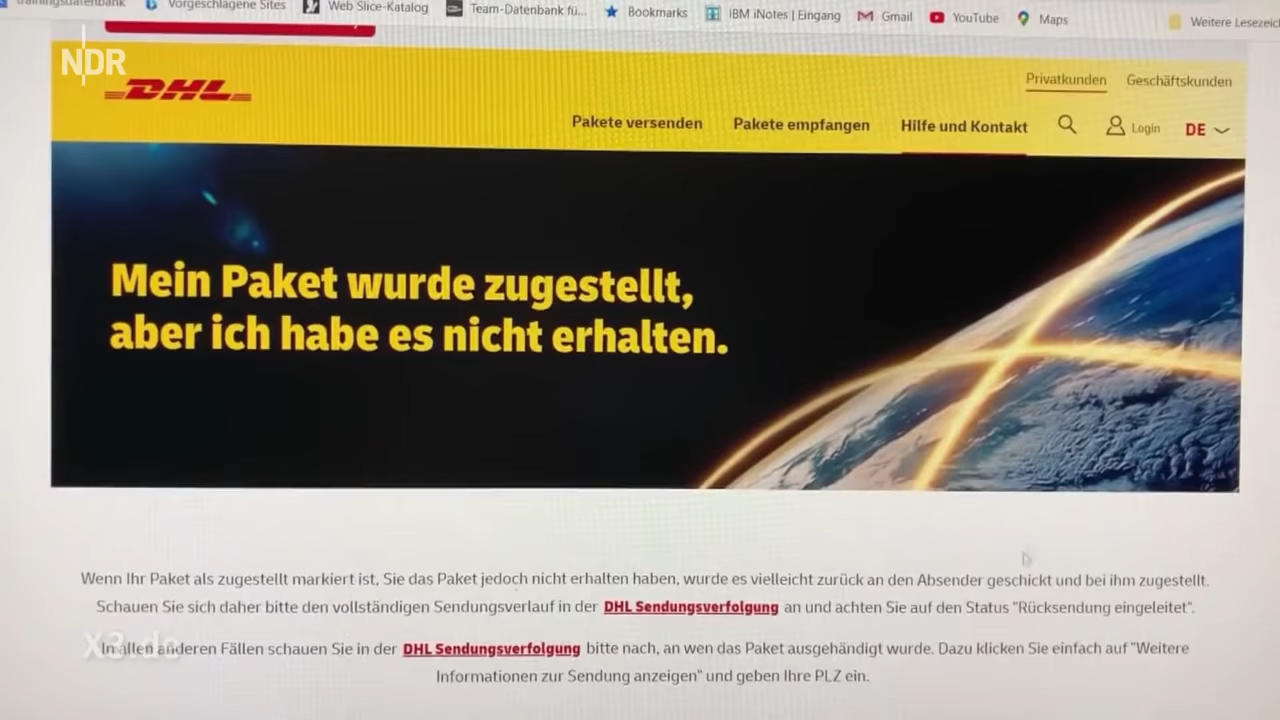 Vorgeschlagene Sites
Web Slice-Katalog
Team-Datenbank fü...
Bookmarks
IBM iNotes | Eingang
Gmail
YouTube
Maps
Weitere Lesezeic
NDR
DHL
Privatkunden
Geschäftskunden
Pakete versenden
Pakete empfangen
Hilfe und Kontakt
Login
DE
Mein Paket wurde zugestellt,
aber ich habe es nicht erhalten.
Wenn Ihr Paket als zugestellt markiert ist, Sie das Paket jedoch nicht erhalten haben, wurde es vielleicht zurück an den Absender geschickt und bei ihm zugestellt.
Schauen Sie sich daher bitte den vollständigen Sendungsverlauf in der DHL Sendungsverfolgung an und achten Sie auf den Status "Rücksendung eingeleitet".
X3.de
In allen anderen Fällen schauen Sie in der DHL Sendungsverfolgung bitte nach, an wen das Paket ausgehändigt wurde. Dazu klicken Sie einfach auf "Weitere
Informationen zur Sendung anzeigen" und geben Ihre PLZ ein.